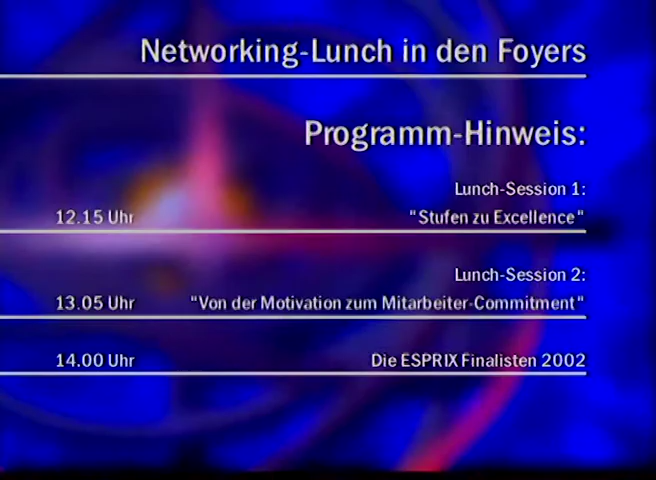 Networking-Lunch in den Foyers
Programm-Hinweis:
Lunch-Session 1:
12.15 Uhr "Stufen zu Excellence"
Lunch-Session 2:
13.05 Uhr "Von der Motivation zum Mitarbeiter-Commitment"
14.00 Uhr Die ESPRIX Finalisten 2002